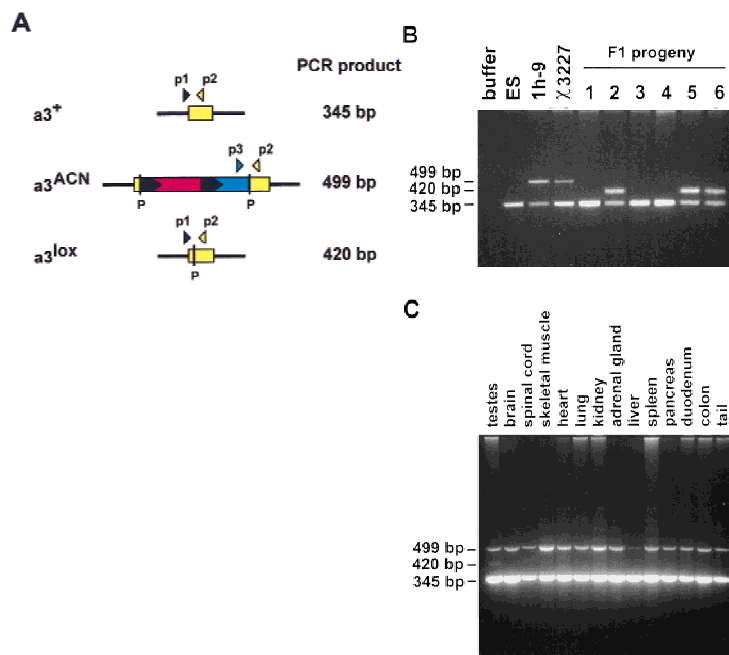 A
PCR product
p1 p2
a3+ 345 bp
p3 p2
a3ACN 499 bp
P P
p1 p2
a3lox 420 bp
P
B
buffer
ES
1h-9
χ3227
F1 progeny
1 2 3 4 5 6
499 bp
420 bp
345 bp
C
testes
brain
spinal cord
skeletal muscle
heart
lung
kidney
adrenal gland
liver
spleen
pancreas
duodenum
colon
tail
499 bp
420 bp
345 bp